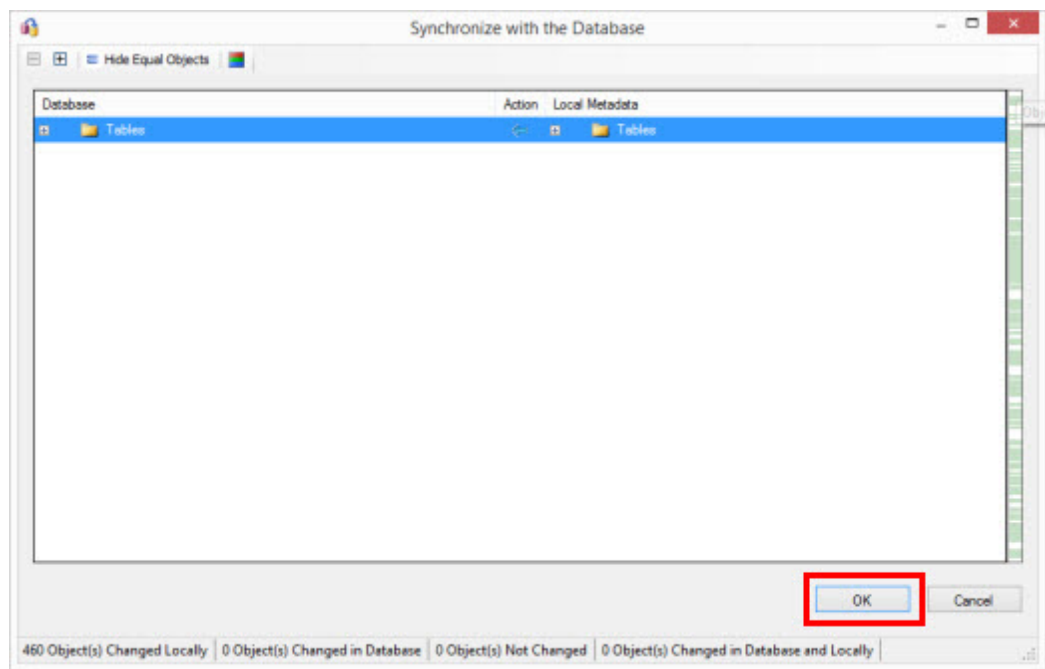 Synchronize with the Database
Hide Equal Objects
Database Action Local Metadata
Tables Tables
Obj
OK Cancel
460 Object(s) Changed Locally 0 Object(s) Changed in Database 0 Object(s) Not Changed 0 Object(s) Changed in Database and Locally